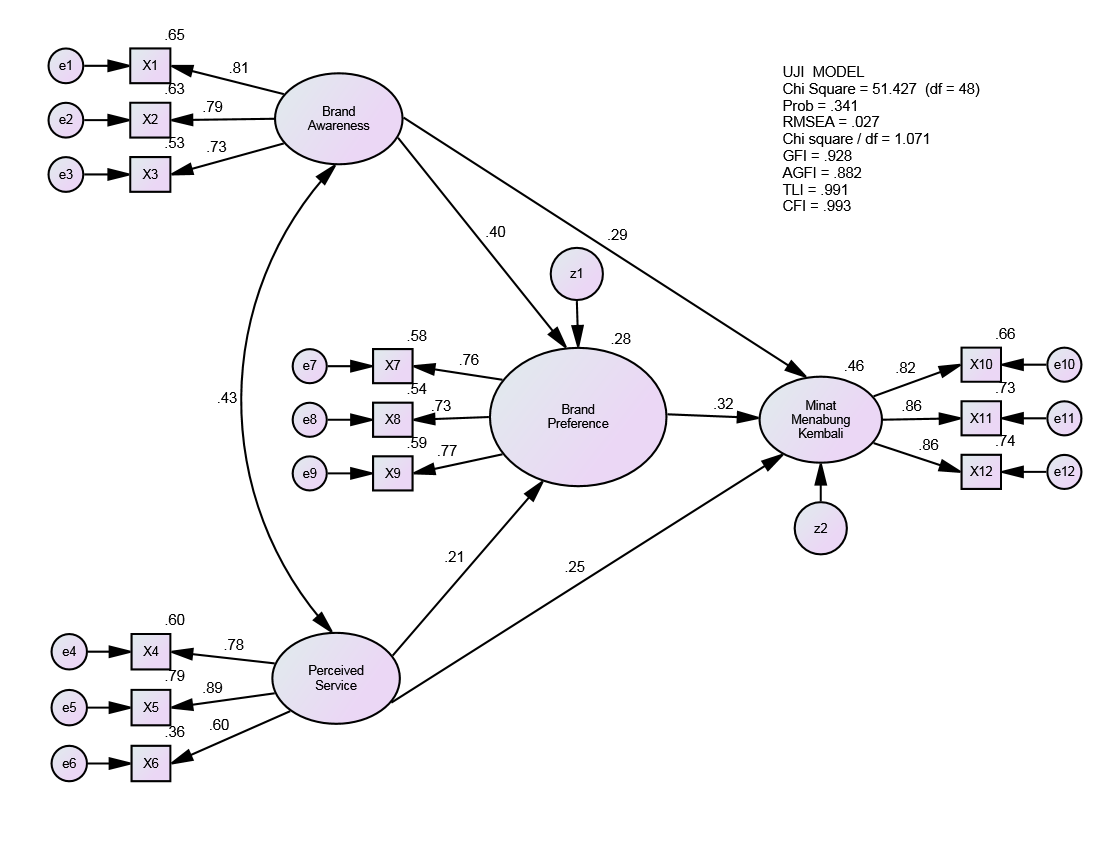 .65
e1
X1
.81
.63
e2
X2
.79
.53
e3
X3
.73
Brand
Awareness
UJI MODEL
Chi Square = 51.427 (df = 48)
Prob = .341
RMSEA = .027
Chi square / df = 1.071
GFI = .928
AGFI = .882
TLI = .991
CFI = .993
.40
.29
z1
.28
.43
.58
e7
X7
.76
.54
e8
X8
.73
.59
e9
X9
.77
Brand
Preference
.32
.46
Minat
Menabung
Kembali
z2
.66
.82
X10
e10
.73
.86
X11
e11
.74
.86
X12
e12
.21
.25
.60
e4
X4
.78
.79
e5
X5
.89
.36
e6
X6
.60
Perceived
Service